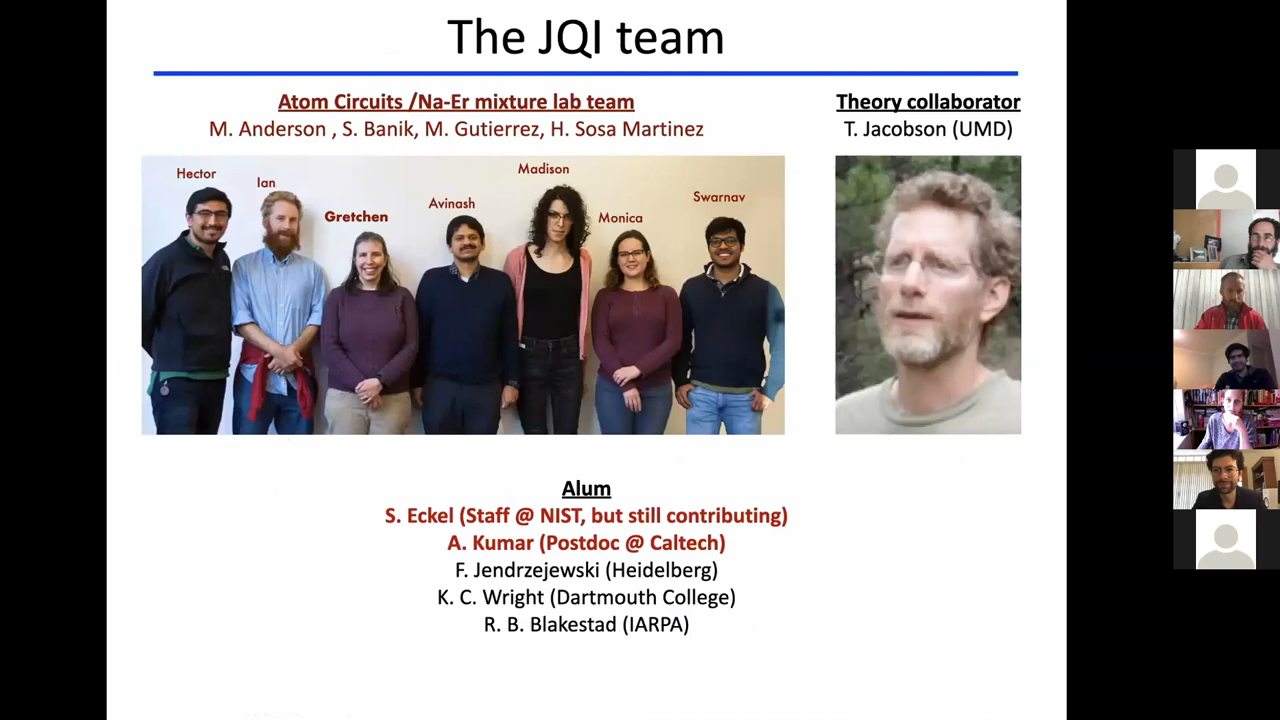 The JQI team
Atom Circuits /Na-Er mixture lab team
M. Anderson , S. Banik, M. Gutierrez, H. Sosa Martinez
Theory collaborator
T. Jacobson (UMD)
Hector
Ian
Gretchen
Avinash
Madison
Monica
Swarnav
Alum
S. Eckel (Staff @ NIST, but still contributing)
A. Kumar (Postdoc @ Caltech)
F. Jendrzejewski (Heidelberg)
K. C. Wright (Dartmouth College)
R. B. Blakestad (IARPA)